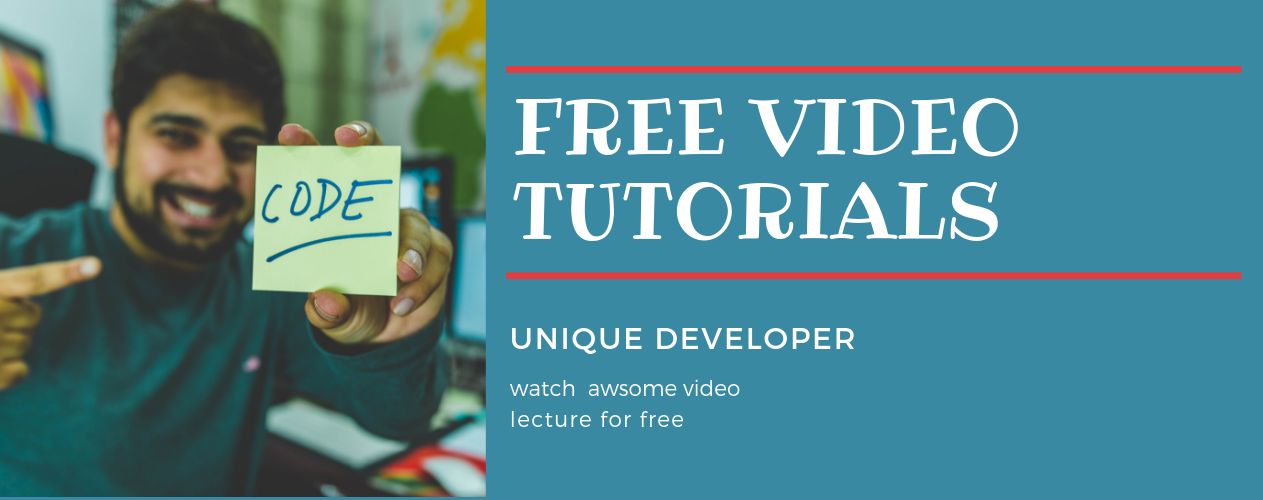 CODE
FREE VIDEO
TUTORIALS
UNIQUE DEVELOPER
watch awsome video
lecture for free